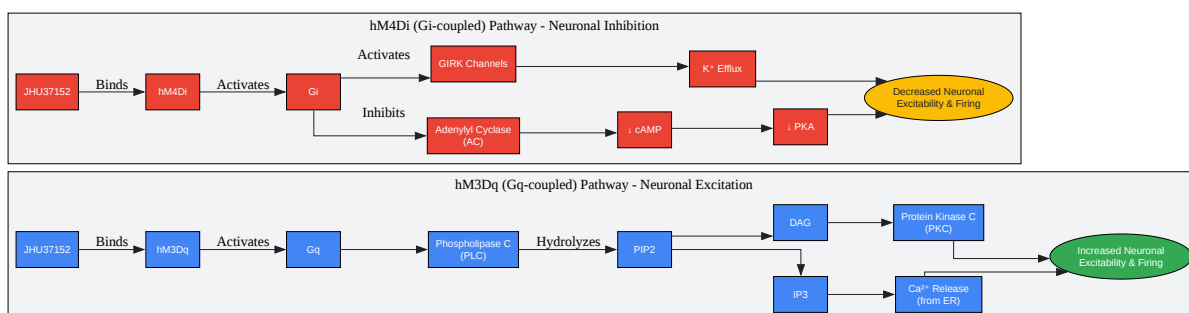 hM4Di (Gi-coupled) Pathway - Neuronal Inhibition
JHU37152
Binds
hM4Di
Activates
Gi
Activates
GIRK Channels
K⁺ Efflux
Inhibits
Adenylyl Cyclase
(AC)
↓ cAMP
↓ PKA
Decreased Neuronal
Excitability & Firing
hM3Dq (Gq-coupled) Pathway - Neuronal Excitation
JHU37152
Binds
hM3Dq
Activates
Gq
Phospholipase C
(PLC)
Hydrolyzes
PIP2
DAG
Protein Kinase C
(PKC)
IP3
Ca²⁺ Release
(from ER)
Increased Neuronal
Excitability & Firing